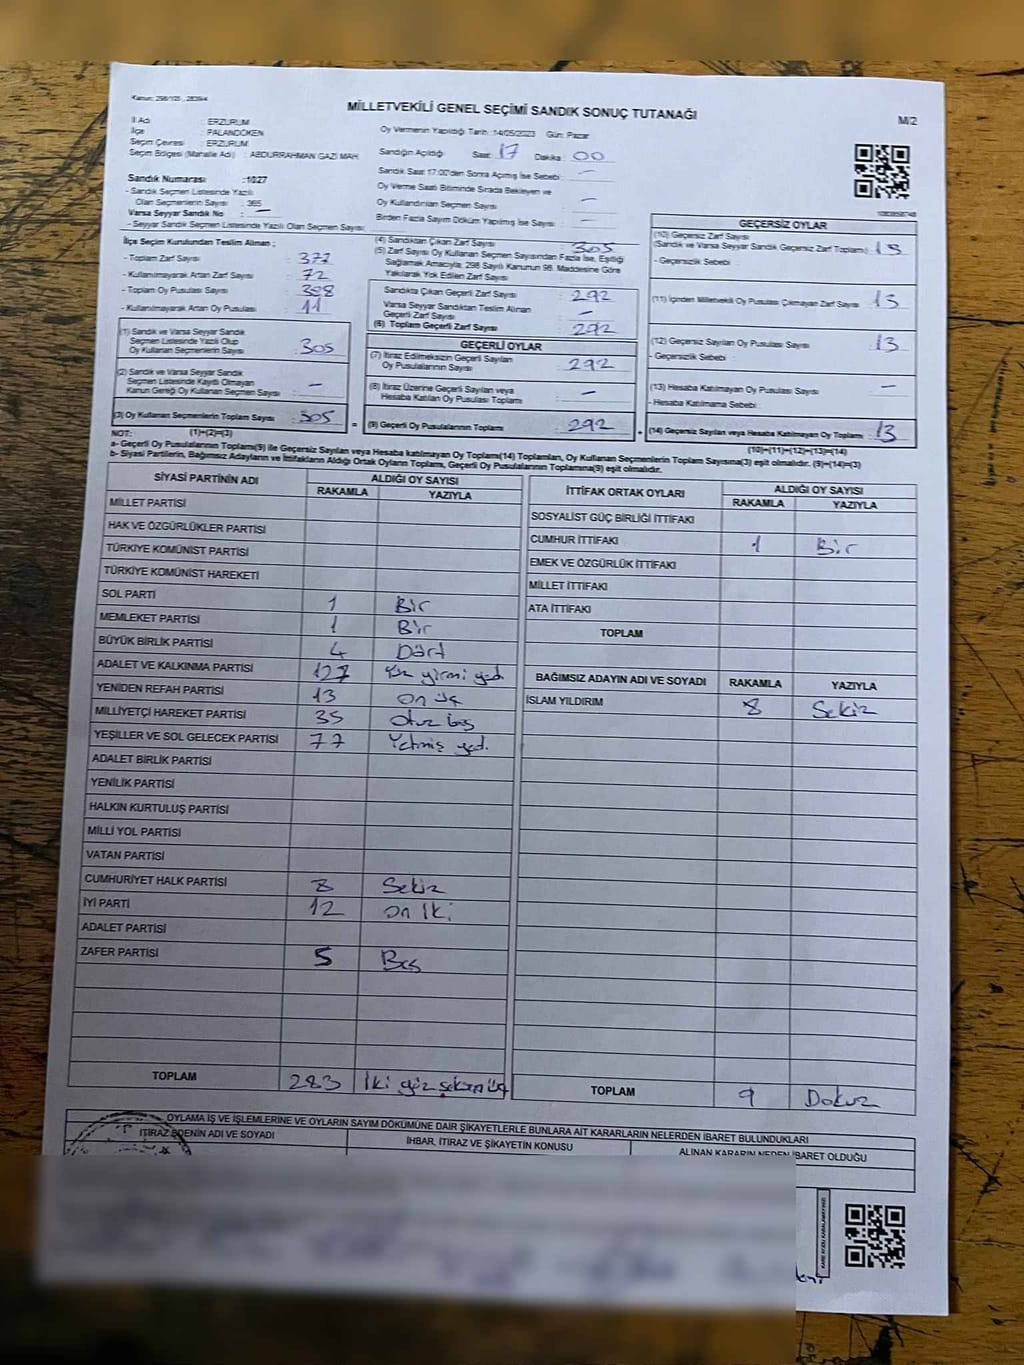 Kanun: 298/105, 2839/4
MİLLETVEKİLİ GENEL SEÇİMİ SANDIK SONUÇ TUTANAĞI
M/2
İl Adı : ERZURUM
İlçe : PALANDÖKEN
Seçim Çevresi : ERZURUM
Seçim Bölgesi (Mahalle Adı) : ABDURRAHMAN GAZİ MAH.
Sandık Numarası : 1027
- Sandık Seçmen Listesinde Yazılı
Olan Seçmenlerin Sayısı : 365
Varsa Seyyar Sandık No : —
- Seyyar Sandık Seçmen Listesinde Yazılı Olan Seçmen Sayısı:
Oy Vermenin Yapıldığı Tarih: 14/05/2023 Gün: Pazar
Sandığın Açıldığı Saat: 17 Dakika: 00
Sandık Saat 17:00'den Sonra Açılmış İse Sebebi : —
Oy Verme Saati Bitiminde Sırada Bekleyen ve
Oy Kullandırılan Seçmen Sayısı : —
Birden Fazla Sayım Döküm Yapılmış İse Sayısı : —
İlçe Seçim Kurulundan Teslim Alınan ;
- Toplam Zarf Sayısı : 377
- Kullanılmayarak Artan Zarf Sayısı : 72
- Toplam Oy Pusulası Sayısı : 308
- Kullanılmayarak Artan Oy Pusulası : 11
(1) Sandık ve Varsa Seyyar Sandık
Seçmen Listesinde Yazılı Olup
Oy Kullanan Seçmenlerin Sayısı : 305
(2) Sandık ve Varsa Seyyar Sandık
Seçmen Listesinde Kayıtlı Olmayan
Kanun Gereği Oy Kullanan Seçmen Sayısı : —
(3) Oy Kullanan Seçmenlerin Toplam Sayısı : 305
(4) Sandıktan Çıkan Zarf Sayısı : 305
(5) Zarf Sayısı Oy Kullanan Seçmen Sayısından Fazla İse, Eşitliği
Sağlamak Amacıyla; 298 Sayılı Kanunun 98. Maddesine Göre
Yakılarak Yok Edilen Zarf Sayısı :
Sandıkta Çıkan Geçerli Zarf Sayısı : 292
Varsa Seyyar Sandıktan Teslim Alınan
Geçerli Zarf Sayısı : —
(6) Toplam Geçerli Zarf Sayısı : 292
GEÇERLİ OYLAR
(7) İtiraz Edilmeksizin Geçerli Sayılan
Oy Pusulalarının Sayısı : 292
(8) İtiraz Üzerine Geçerli Sayılan veya
Hesaba Katılan Oy Pusulası Toplamı : —
= (9) Geçerli Oy Pusulalarının Toplamı : 292
GEÇERSİZ OYLAR
(10) Geçersiz Zarf Sayısı
(Sandık ve Varsa Seyyar Sandık Geçersiz Zarf Toplamı) : 13
- Geçersizlik Sebebi :
(11) İçinden Milletvekili Oy Pusulası Çıkmayan Zarf Sayısı : 13
(12) Geçersiz Sayılan Oy Pusulası Sayısı : 13
- Geçersizlik Sebebi :
(13) Hesaba Katılmayan Oy Pusulası Sayısı : —
- Hesaba Katılmama Sebebi :
+ (14) Geçersiz Sayılan veya Hesaba Katılmayan Oy Toplamı : 13
NOT: (1)+(2)=(3)
(10)+(11)+(12)+(13)=(14)
a- Geçerli Oy Pusulalarının Toplamı(9) ile Geçersiz Sayılan veya Hesaba katılmayan Oy Toplamı(14) Toplamları, Oy Kullanan Seçmenlerin Toplam Sayısına(3) eşit olmalıdır.
b- Siyasi Partilerin, Bağımsız Adayların ve İttifakların Aldığı Ortak Oyların Toplamı, Geçerli Oy Pusulalarının Toplamına(9) eşit olmalıdır. (9)+(14)=(3)
SİYASİ PARTİNİN ADI
ALDIĞI OY SAYISI
RAKAMLA YAZIYLA
MİLLET PARTİSİ
HAK VE ÖZGÜRLÜKLER PARTİSİ
TÜRKİYE KOMÜNİST PARTİSİ
TÜRKİYE KOMÜNİST HAREKETİ
SOL PARTİ 1 Bir
MEMLEKET PARTİSİ 1 Bir
BÜYÜK BİRLİK PARTİSİ 4 Dört
ADALET VE KALKINMA PARTİSİ 127 Yüz yirmi yedi
YENİDEN REFAH PARTİSİ 13 on üç
MİLLİYETÇİ HAREKET PARTİSİ 35 otuz beş
YEŞİLLER VE SOL GELECEK PARTİSİ 77 Yetmiş yedi
ADALET BİRLİK PARTİSİ
YENİLİK PARTİSİ
HALKIN KURTULUŞ PARTİSİ
MİLLİ YOL PARTİSİ
VATAN PARTİSİ
CUMHURİYET HALK PARTİSİ 8 Sekiz
İYİ PARTİ 12 on iki
ADALET PARTİSİ
ZAFER PARTİSİ 5 Beş
TOPLAM 283 İki yüz seksen üç
İTTİFAK ORTAK OYLARI
ALDIĞI OY SAYISI
RAKAMLA YAZIYLA
SOSYALİST GÜÇ BİRLİĞİ İTTİFAKI
CUMHUR İTTİFAKI 1 Bir
EMEK VE ÖZGÜRLÜK İTTİFAKI
MİLLET İTTİFAKI
ATA İTTİFAKI
TOPLAM
BAĞIMSIZ ADAYIN ADI VE SOYADI RAKAMLA YAZIYLA
İSLAM YILDIRIM 8 Sekiz
TOPLAM 9 Dokuz
OYLAMA İŞ VE İŞLEMLERİNE VE OYLARIN SAYIM DÖKÜMÜNE DAİR ŞİKAYETLERLE BUNLARA AİT KARARLARIN NELERDEN İBARET BULUNDUKLARI
İTİRAZ EDENİN ADI VE SOYADI
İHBAR, İTİRAZ VE ŞİKAYETİN KONUSU
ALINAN KARARIN NEDEN İBARET OLDUĞU